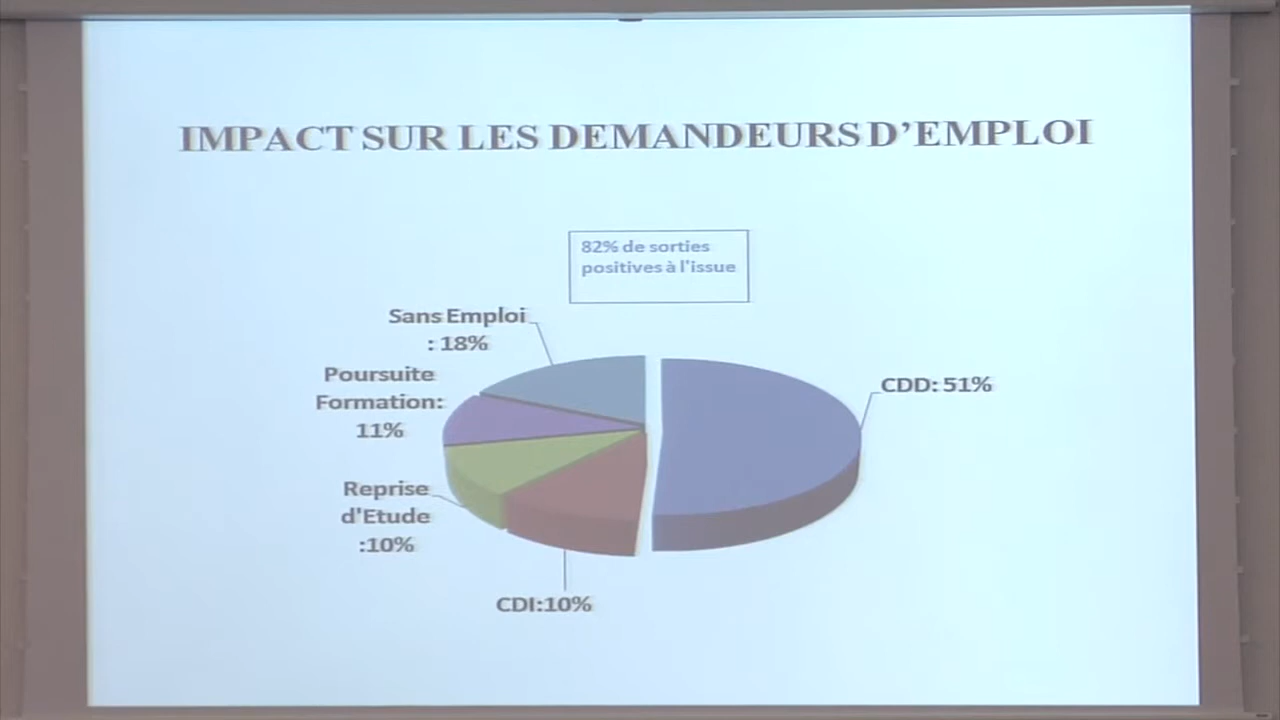 IMPACT SUR LES DEMANDEURS D'EMPLOI
82% de sorties
positives à l'issue
Sans Emploi
: 18%
Poursuite
Formation:
11%
CDD: 51%
Reprise
d'Etude
:10%
CDI:10%